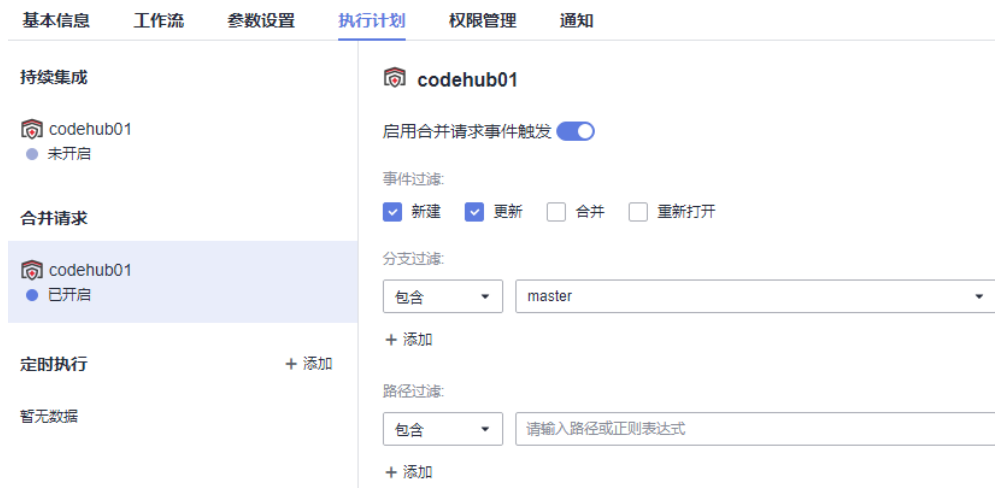 基本信息 工作流 参数设置 执行计划 权限管理 通知
持续集成
codehub01
未开启
合并请求
codehub01
已开启
定时执行 + 添加
暂无数据
codehub01
启用合并请求事件触发
事件过滤:
新建 更新 合并 重新打开
分支过滤:
包含 master
+ 添加
路径过滤:
包含 请输入路径或正则表达式
+ 添加